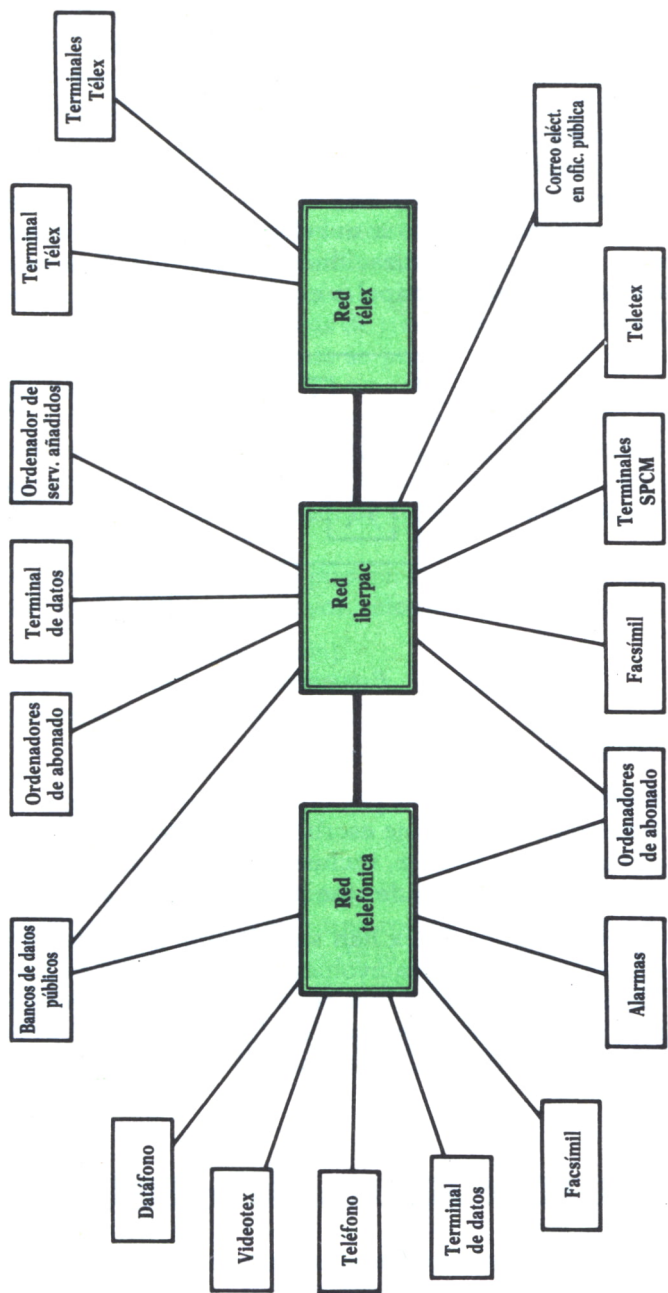 Bancos de datos
públicos
Ordenadores
de abonado
Terminal
de datos
Ordenador de
serv. añadidos
Terminal
Télex
Terminales
Télex
Datáfono
Videotex
Teléfono
Terminal
de datos
Facsímil
Red
telefónica
Red
iberpac
Red
télex
Alarmas
Ordenadores
de abonado
Facsímil
Terminales
SPCM
Teletex
Correo eléct.
en ofic. pública